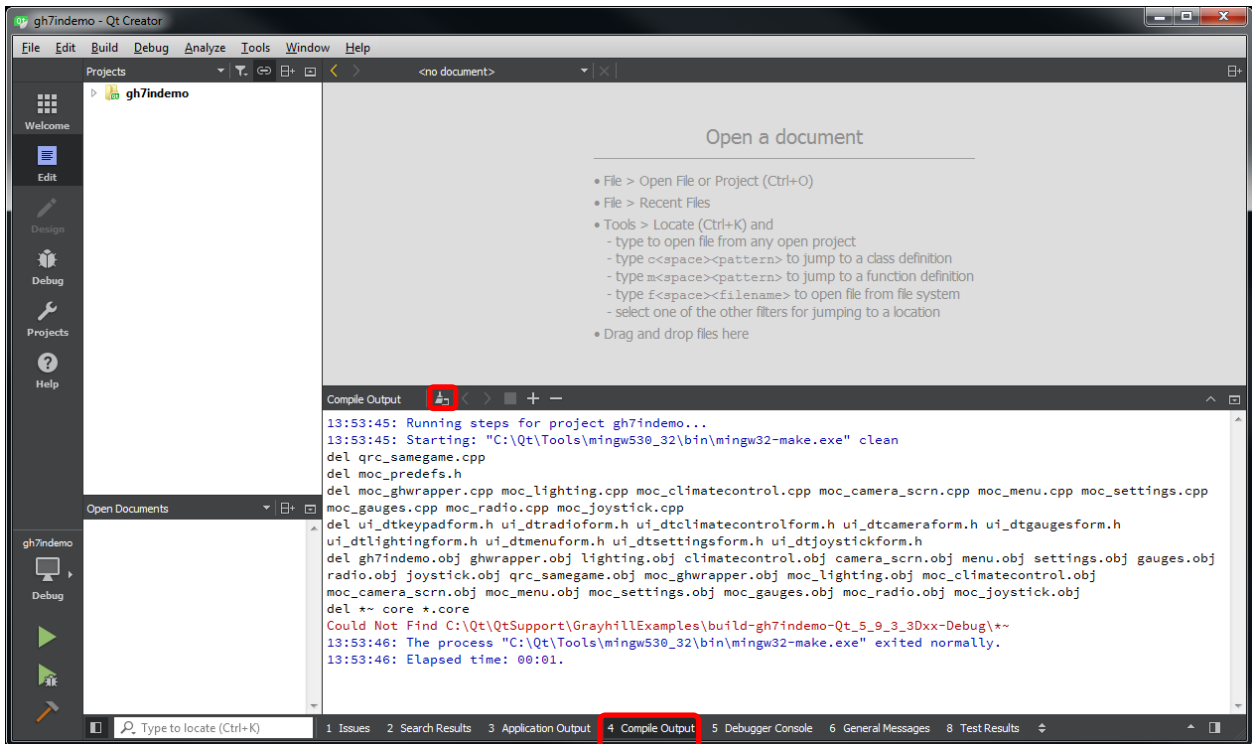 gh7indemo - Qt Creator
File Edit Build Debug Analyze Tools Window Help
Projects
<no document>
gh7indemo
Welcome
Edit
Design
Debug
Projects
Help
Open a document
• File > Open File or Project (Ctrl+O)
• File > Recent Files
• Tools > Locate (Ctrl+K) and
- type to open file from any open project
- type c<space><pattern> to jump to a class definition
- type m<space><pattern> to jump to a function definition
- type f<space><filename> to open file from file system
- select one of the other filters for jumping to a location
• Drag and drop files here
Compile Output
13:53:45: Running steps for project gh7indemo...
13:53:45: Starting: "C:\Qt\Tools\mingw530_32\bin\mingw32-make.exe" clean
del qrc_samegame.cpp
del moc_predefs.h
del moc_ghwrapper.cpp moc_lighting.cpp moc_climatecontrol.cpp moc_camera_scrn.cpp moc_menu.cpp moc_settings.cpp
moc_gauges.cpp moc_radio.cpp moc_joystick.cpp
del ui_dtkeypadform.h ui_dtradioform.h ui_dtclimatecontrolform.h ui_dtcameraform.h ui_dtgaugesform.h
ui_dtlightingform.h ui_dtmenuform.h ui_dtsettingsform.h ui_dtjoystickform.h
del gh7indemo.obj ghwrapper.obj lighting.obj climatecontrol.obj camera_scrn.obj menu.obj settings.obj gauges.obj
radio.obj joystick.obj qrc_samegame.obj moc_ghwrapper.obj moc_lighting.obj moc_climatecontrol.obj
moc_camera_scrn.obj moc_menu.obj moc_settings.obj moc_gauges.obj moc_radio.obj moc_joystick.obj
del *~ core *.core
Could Not Find C:\Qt\QtSupport\GrayhillExamples\build-gh7indemo-Qt_5_9_3_3Dxx-Debug\*~
13:53:46: The process "C:\Qt\Tools\mingw530_32\bin\mingw32-make.exe" exited normally.
13:53:46: Elapsed time: 00:01.
Open Documents
gh7indemo
Debug
Type to locate (Ctrl+K)
1 Issues 2 Search Results 3 Application Output 4 Compile Output 5 Debugger Console 6 General Messages 8 Test Results